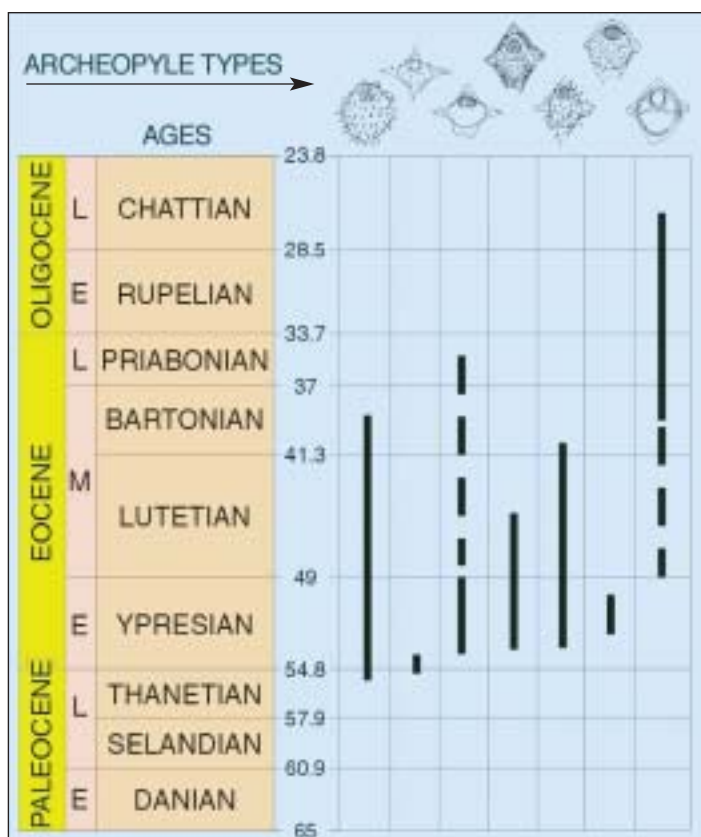 ARCHEOPYLE TYPES
AGES
23.8
OLIGOCENE
L
CHATTIAN
28.5
E
RUPELIAN
33.7
EOCENE
L
PRIABONIAN
37
M
BARTONIAN
41.3
LUTETIAN
49
E
YPRESIAN
54.8
PALEOCENE
L
THANETIAN
57.9
SELANDIAN
60.9
E
DANIAN
65